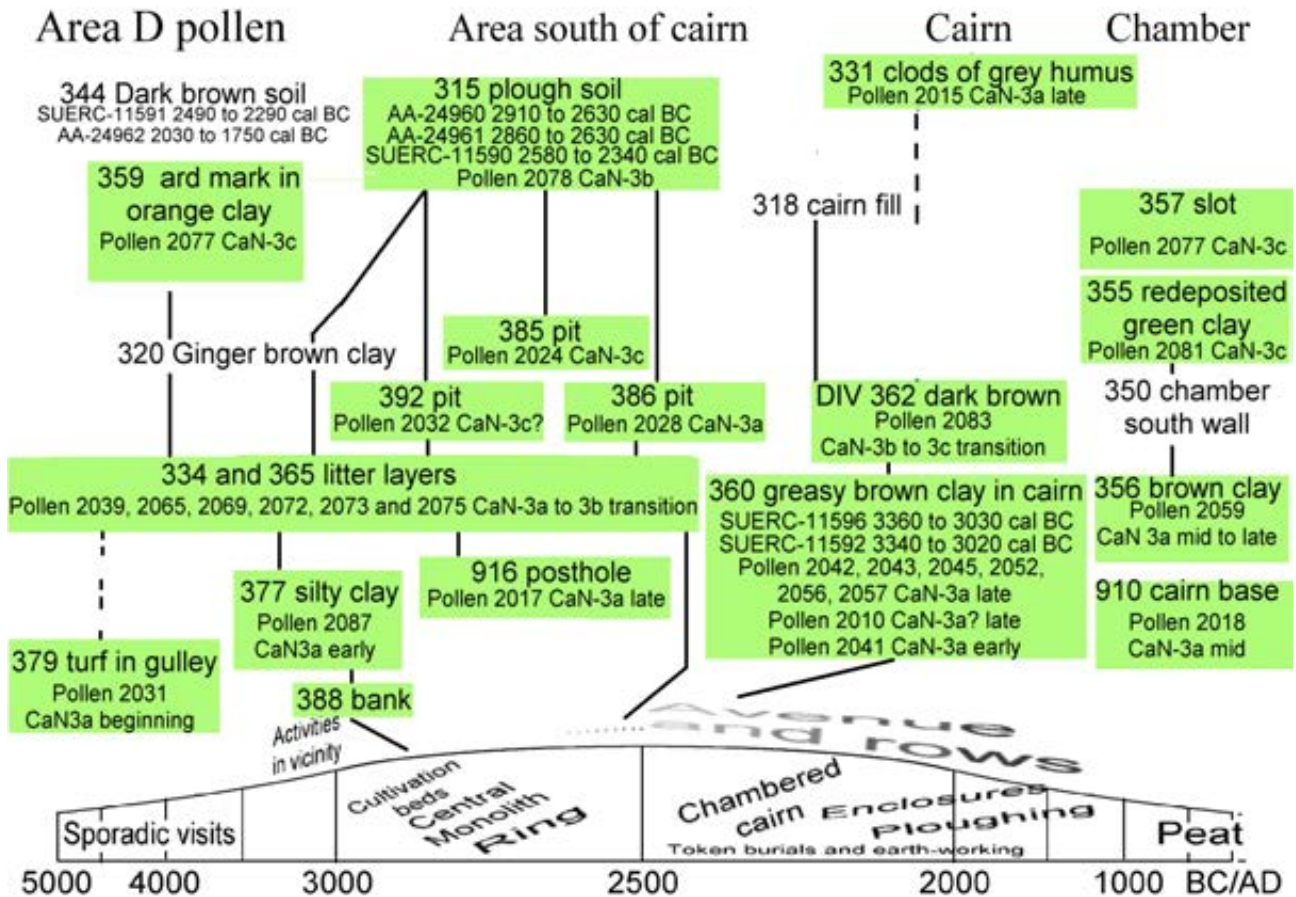 Area D pollen
Area south of cairn
Cairn
Chamber
344 Dark brown soil
SUERC-11591 2490 to 2290 cal BC
AA-24962 2030 to 1750 cal BC
315 plough soil
AA-24960 2910 to 2630 cal BC
AA-24961 2860 to 2630 cal BC
SUERC-11590 2580 to 2340 cal BC
Pollen 2078 CaN-3b
331 clods of grey humus
Pollen 2015 CaN-3a late
359 ard mark in
orange clay
Pollen 2077 CaN-3c
318 cairn fill
357 slot
Pollen 2077 CaN-3c
355 redeposited
green clay
Pollen 2081 CaN-3c
320 Ginger brown clay
385 pit
Pollen 2024 CaN-3c
392 pit
Pollen 2032 CaN-3c?
386 pit
Pollen 2028 CaN-3a
DIV 362 dark brown
Pollen 2083
CaN-3b to 3c transition
350 chamber
south wall
334 and 365 litter layers
Pollen 2039, 2065, 2069, 2072, 2073 and 2075 CaN-3a to 3b transition
360 greasy brown clay in cairn
SUERC-11596 3360 to 3030 cal BC
SUERC-11592 3340 to 3020 cal BC
Pollen 2042, 2043, 2045, 2052,
2056, 2057 CaN-3a late
Pollen 2010 CaN-3a? late
Pollen 2041 CaN-3a early
356 brown clay
Pollen 2059
CaN 3a mid to late
916 posthole
Pollen 2017 CaN-3a late
377 silty clay
Pollen 2087
CaN3a early
910 cairn base
Pollen 2018
CaN-3a mid
379 turf in gulley
Pollen 2031
CaN3a beginning
388 bank
Activities
in vicinity
Avenue
and rows
Sporadic visits
Cultivation
beds
Central
Monolith
Ring
Chambered
cairn
Enclosures
Ploughing
Token burials and earth-working
Peat
5000 4000 3000 2500 2000 1000 BC/AD